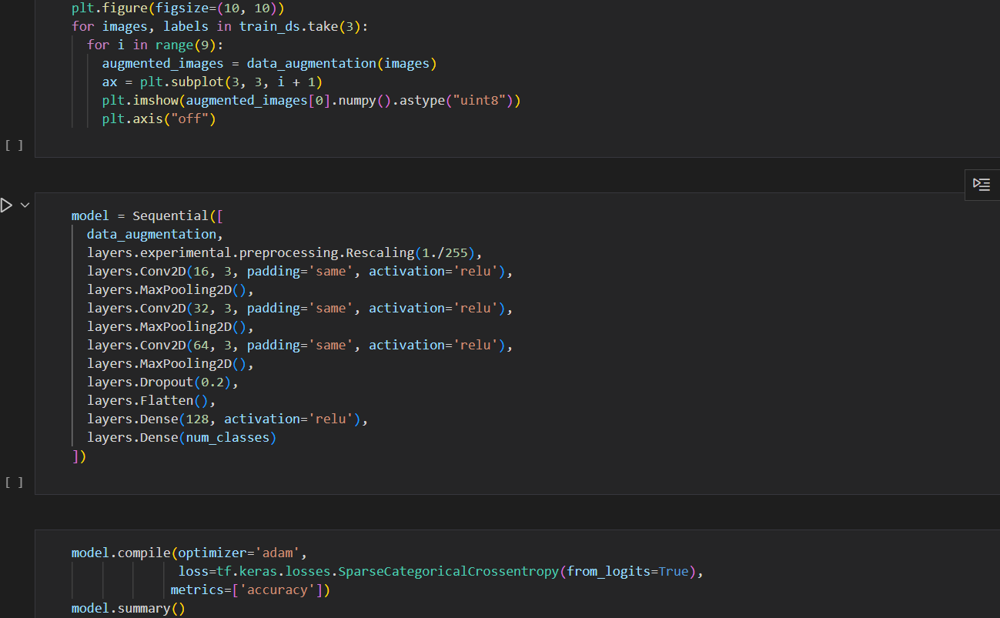 plt.figure(figsize=(10, 10))
for images, labels in train_ds.take(3):
  for i in range(9):
    augmented_images = data_augmentation(images)
    ax = plt.subplot(3, 3, i + 1)
    plt.imshow(augmented_images[0].numpy().astype("uint8"))
    plt.axis("off")
[ ]
model = Sequential([
  data_augmentation,
  layers.experimental.preprocessing.Rescaling(1./255),
  layers.Conv2D(16, 3, padding='same', activation='relu'),
  layers.MaxPooling2D(),
  layers.Conv2D(32, 3, padding='same', activation='relu'),
  layers.MaxPooling2D(),
  layers.Conv2D(64, 3, padding='same', activation='relu'),
  layers.MaxPooling2D(),
  layers.Dropout(0.2),
  layers.Flatten(),
  layers.Dense(128, activation='relu'),
  layers.Dense(num_classes)
])
[ ]
model.compile(optimizer='adam',
              loss=tf.keras.losses.SparseCategoricalCrossentropy(from_logits=True),
             metrics=['accuracy'])
model.summary()